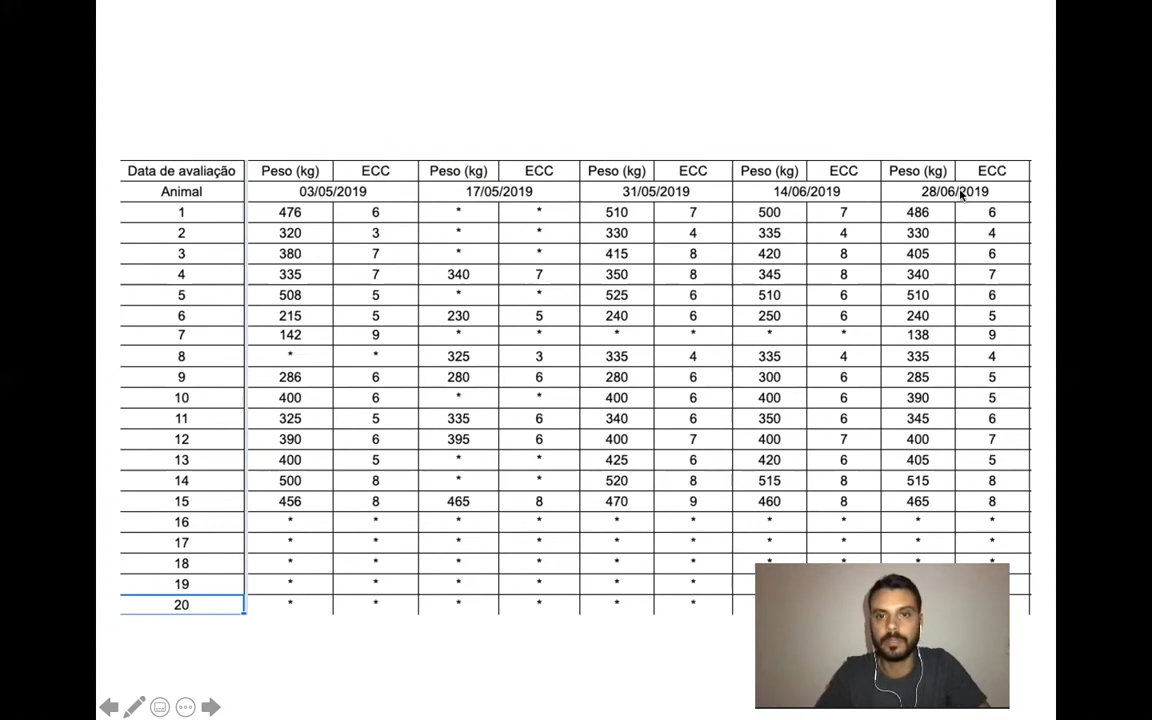 Data de avaliação Peso (kg) ECC Peso (kg) ECC Peso (kg) ECC Peso (kg) ECC Peso (kg) ECC
Animal 03/05/2019 17/05/2019 31/05/2019 14/06/2019 28/06/2019
1 476 6 * * 510 7 500 7 486 6
2 320 3 * * 330 4 335 4 330 4
3 380 7 * * 415 8 420 8 405 6
4 335 7 340 7 350 8 345 8 340 7
5 508 5 * * 525 6 510 6 510 6
6 215 5 230 5 240 6 250 6 240 5
7 142 9 * * * * * * 138 9
8 * * 325 3 335 4 335 4 335 4
9 286 6 280 6 280 6 300 6 285 5
10 400 6 * * 400 6 400 6 390 5
11 325 5 335 6 340 6 350 6 345 6
12 390 6 395 6 400 7 400 7 400 7
13 400 5 * * 425 6 420 6 405 5
14 500 8 * * 520 8 515 8 515 8
15 456 8 465 8 470 9 460 8 465 8
16 * * * * * * * * * *
17 * * * * * * * * * *
18 * * * * * * * * * *
19 * * * * * *
20 * * * * * *